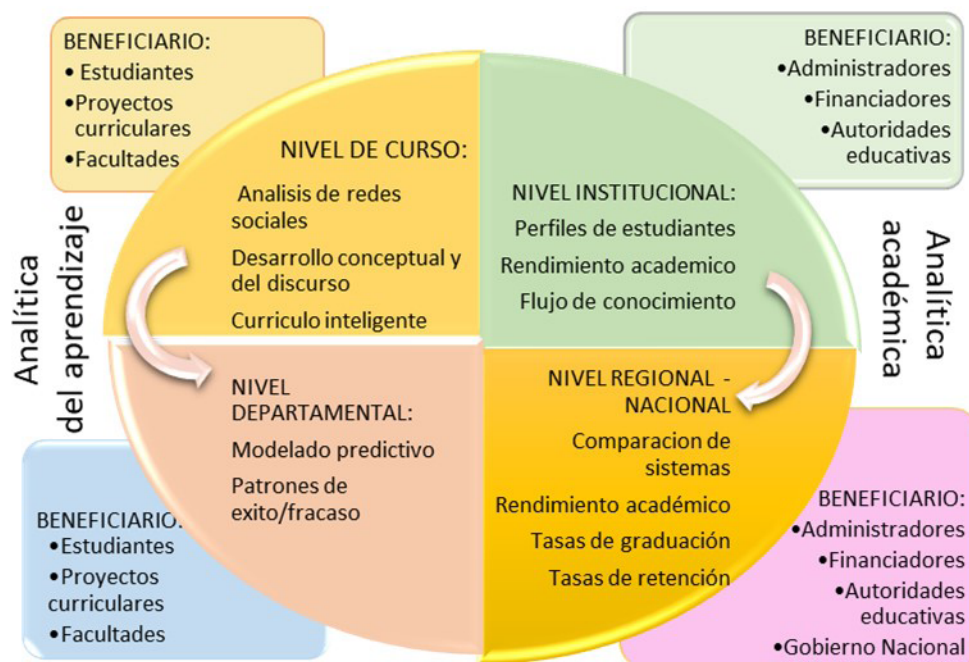 BENEFICIARIO:
• Estudiantes
•Proyectos
curriculares
•Facultades
BENEFICIARIO:
•Administradores
•Financiadores
•Autoridades
educativas
NIVEL DE CURSO:
Analisis de redes
sociales
Desarrollo conceptual y
del discurso
Curriculo inteligente
NIVEL INSTITUCIONAL:
Perfiles de estudiantes
Rendimiento academico
Flujo de conocimiento
Analítica
del aprendizaje
Analítica
académica
NIVEL
DEPARTAMENTAL:
Modelado predictivo
Patrones de
exito/fracaso
NIVEL REGIONAL -
NACIONAL
Comparacion de
sistemas
Rendimiento académico
Tasas de graduación
Tasas de retención
BENEFICIARIO:
•Estudiantes
•Proyectos
curriculares
•Facultades
BENEFICIARIO:
•Administradores
•Financiadores
•Autoridades
educativas
•Gobierno Nacional